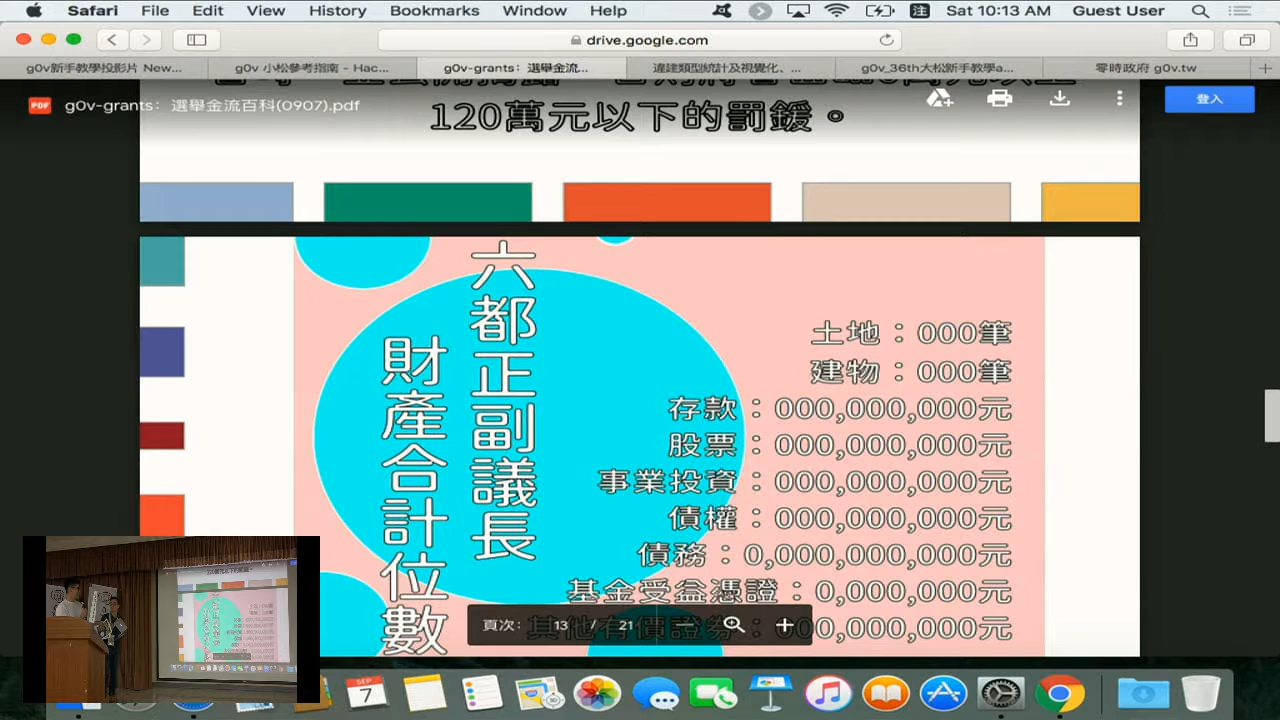 Safari File Edit View History Bookmarks Window Help 注 Sat 10:13 AM Guest User
drive.google.com
g0v新手教學投影片 New... g0v 小松參考指南 - Hac... g0v-grants：選舉金流... 違建類型統計及視覺化、... g0v_36th大松新手教學a... 零時政府 g0v.tw
PDF g0v-grants：選舉金流百科(0907).pdf 登入
120萬元以下的罰鍰。
六都正副議長
財產合計位數
土地：000筆
建物：000筆
存款：000,000,000元
股票：000,000,000元
事業投資：000,000,000元
債權：000,000,000元
債務：0,000,000,000元
基金受益憑證：0,000,000元
其他有價證券：000,000,000元
頁次： 13 / 21
SEP
7